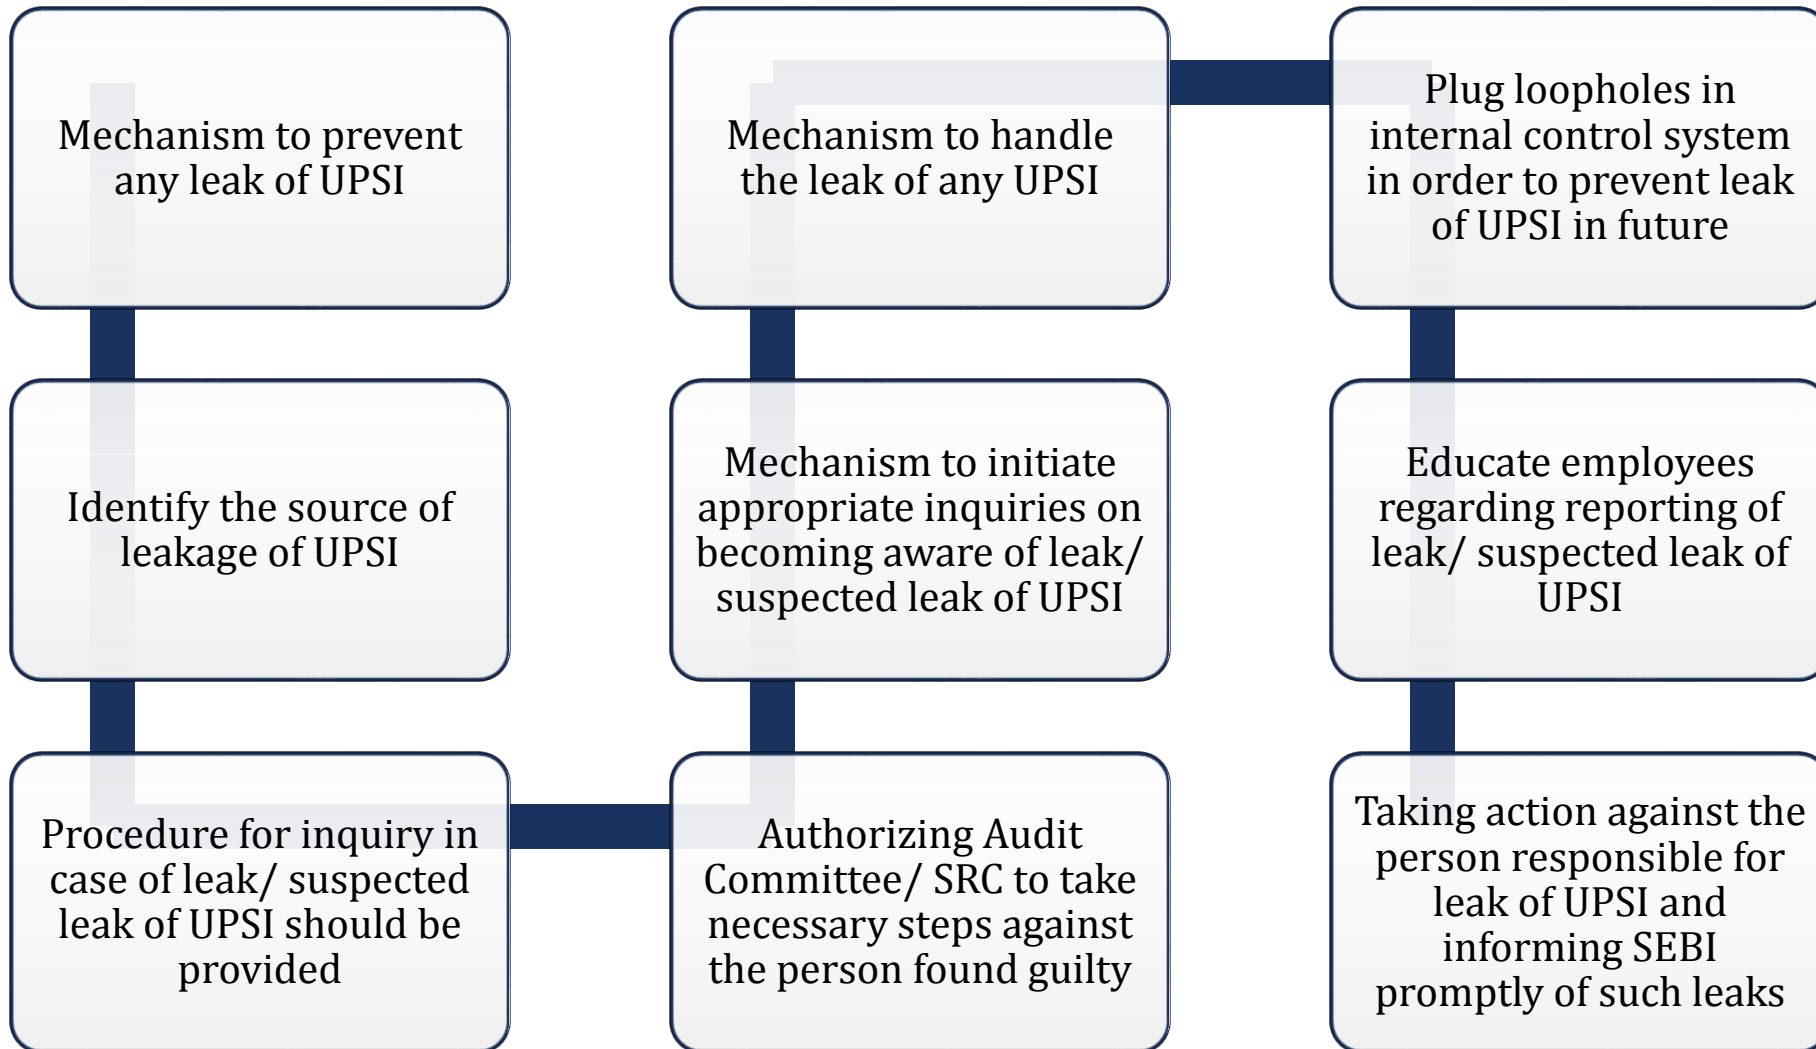 Mechanism to prevent
any leak of UPSI
Identify the source of
leakage of UPSI
Procedure for inquiry in
case of leak/ suspected
leak of UPSI should be
provided
Authorizing Audit
Committee/ SRC to take
necessary steps against
the person found guilty
Mechanism to initiate
appropriate inquiries on
becoming aware of leak/
suspected leak of UPSI
Mechanism to handle
the leak of any UPSI
Plug loopholes in
internal control system
in order to prevent leak
of UPSI in future
Educate employees
regarding reporting of
leak/ suspected leak of
UPSI
Taking action against the
person responsible for
leak of UPSI and
informing SEBI
promptly of such leaks